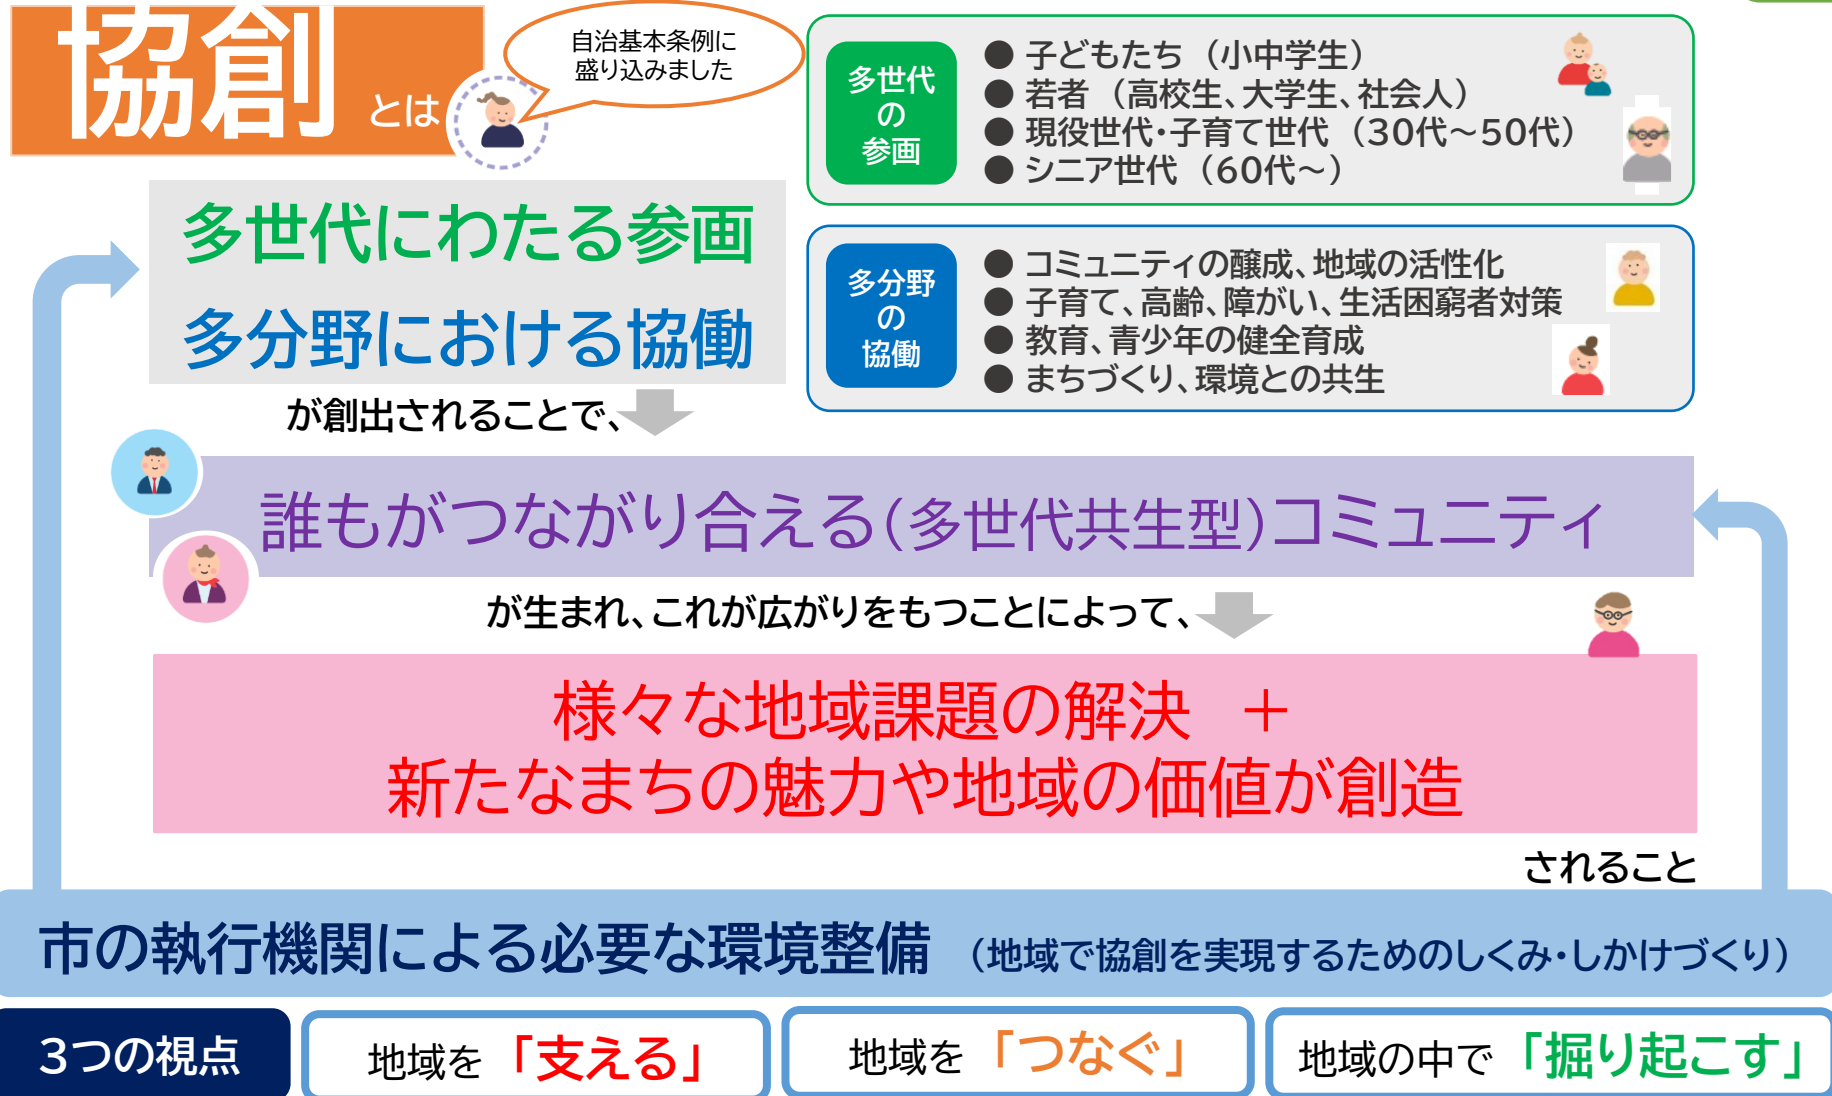 協創 とは
自治基本条例に
盛り込みました
多世代にわたる参画
多分野における協働
が創出されることで、
多世代
の
参画
● 子どもたち （小中学生）
● 若者 （高校生、大学生、社会人）
● 現役世代・子育て世代 （30代～50代）
● シニア世代 （60代～）
多分野
の
協働
● コミュニティの醸成、地域の活性化
● 子育て、高齢、障がい、生活困窮者対策
● 教育、青少年の健全育成
● まちづくり、環境との共生
誰もがつながり合える（多世代共生型）コミュニティ
が生まれ、これが広がりをもつことによって、
様々な地域課題の解決 ＋
新たなまちの魅力や地域の価値が創造
されること
市の執行機関による必要な環境整備 （地域で協創を実現するためのしくみ・しかけづくり）
３つの視点
地域を「支える」
地域を「つなぐ」
地域の中で「掘り起こす」